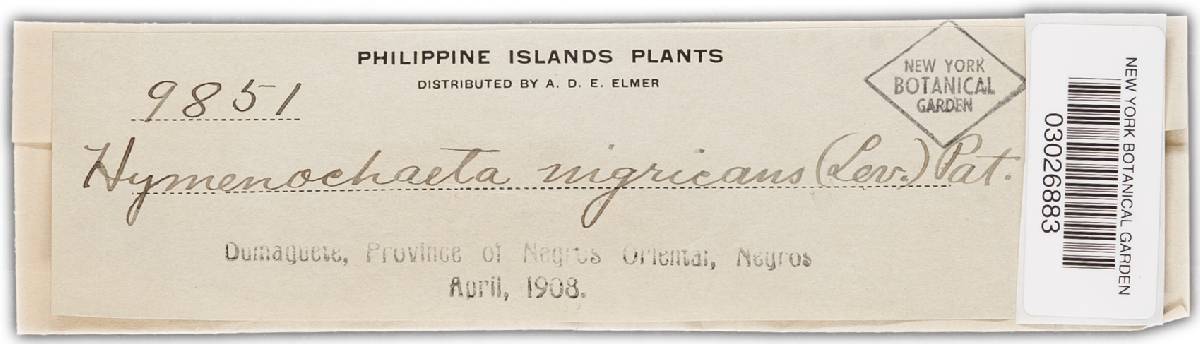 PHILIPPINE ISLANDS PLANTS
DISTRIBUTED BY A. D. E. ELMER
9851
NEW YORK
BOTANICAL
GARDEN
Hymenochaeta nigricans (Lev.) Pat.
Dumaguete, Province of Negros Oriental, Negros
April, 1908.
NEW YORK BOTANICAL GARDEN
03026883